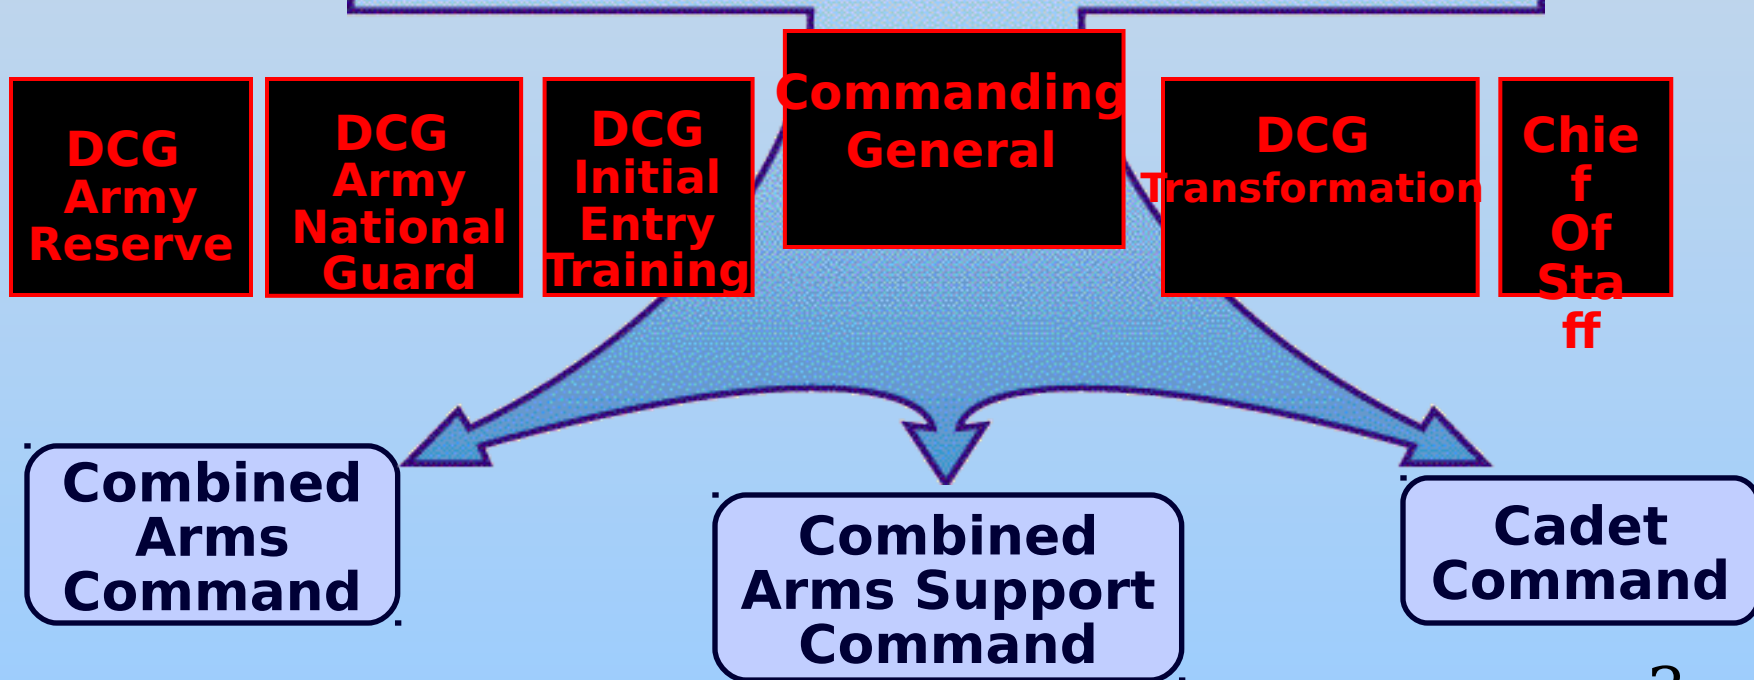 DCG
Army
Reserve
DCG
Army
National
Guard
DCG
Initial
Entry
Training
Commanding
General
DCG
Transformation
Chie
f
Of
Sta
ff
Combined
Arms
Command
Combined
Arms Support
Command
Cadet
Command